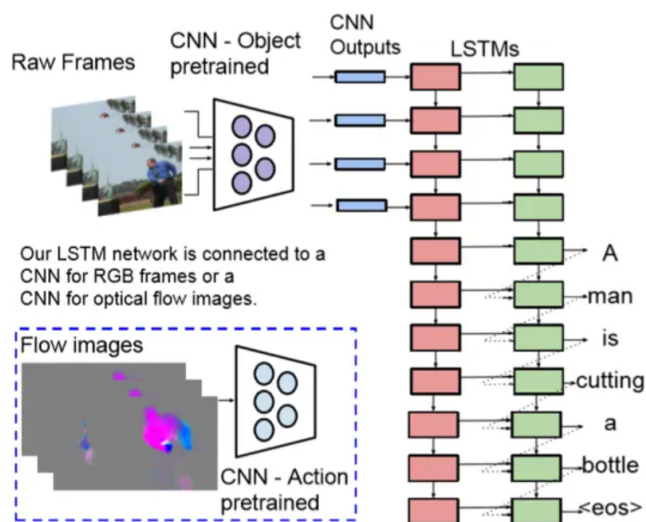 Raw Frames
CNN - Object
pretrained
CNN
Outputs
LSTMs
Our LSTM network is connected to a
CNN for RGB frames or a
CNN for optical flow images.
Flow images
CNN - Action
pretrained
A
man
is
cutting
a
bottle
<eos>